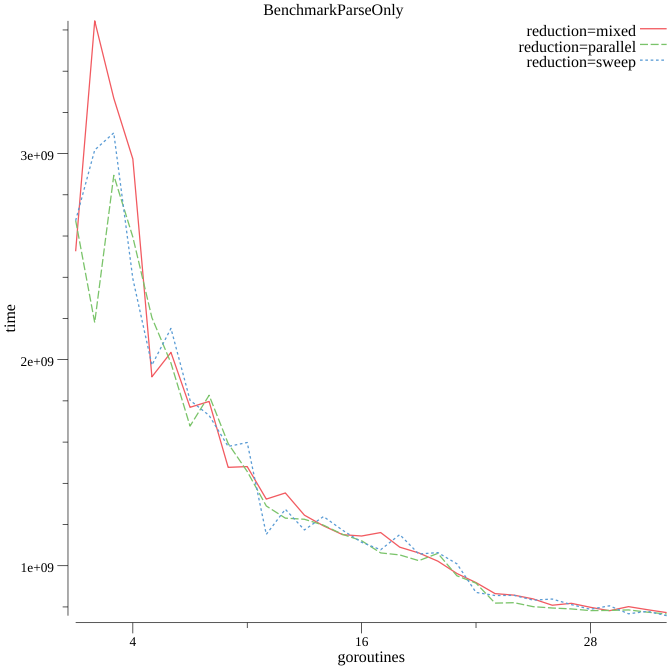 BenchmarkParseOnly
reduction=mixed
reduction=parallel
reduction=sweep
3e+09
2e+09
1e+09
time
4
16
28
goroutines